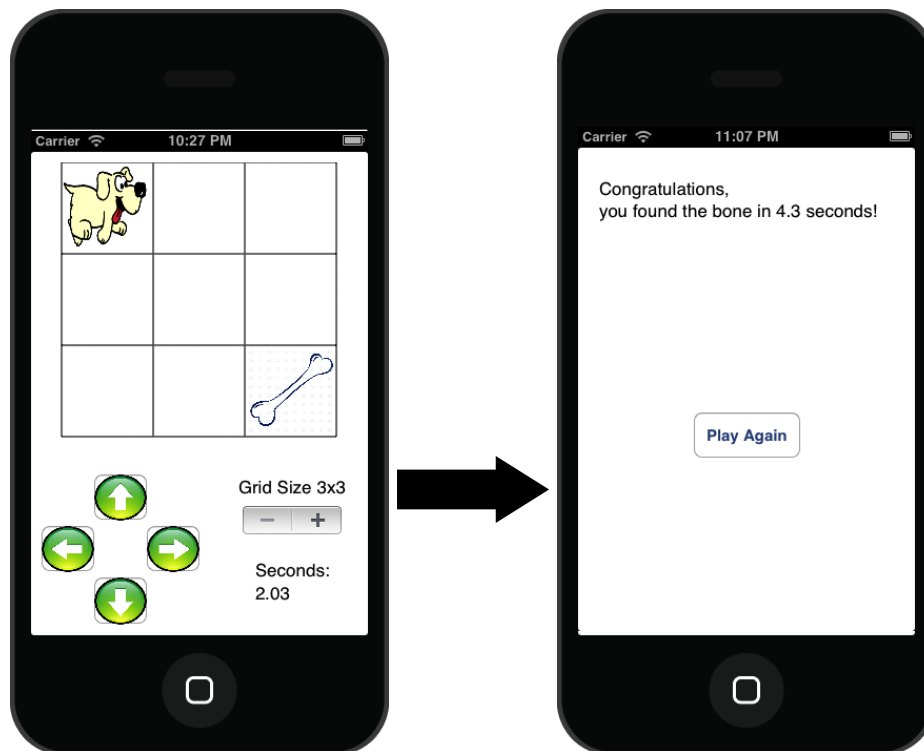 Carrier
10:27 PM
Grid Size 3x3
Seconds:
2.03
Carrier
11:07 PM
Congratulations,
you found the bone in 4.3 seconds!
Play Again